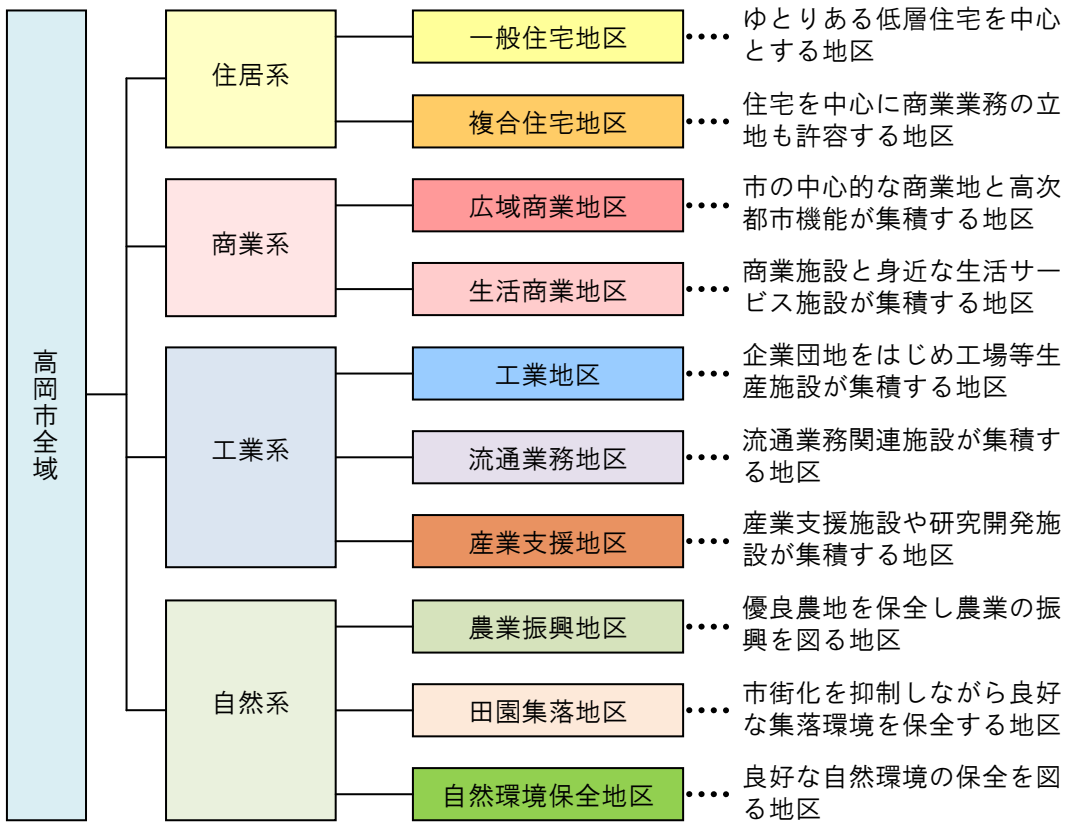 高岡市全域
住居系
一般住宅地区
ゆとりある低層住宅を中心
とする地区
複合住宅地区
住宅を中心に商業業務の立
地も許容する地区
商業系
広域商業地区
市の中心的な商業地と高次
都市機能が集積する地区
生活商業地区
商業施設と身近な生活サー
ビス施設が集積する地区
工業系
工業地区
企業団地をはじめ工場等生
産施設が集積する地区
流通業務地区
流通業務関連施設が集積す
る地区
産業支援地区
産業支援施設や研究開発施
設が集積する地区
自然系
農業振興地区
優良農地を保全し農業の振
興を図る地区
田園集落地区
市街化を抑制しながら良好
な集落環境を保全する地区
自然環境保全地区
良好な自然環境の保全を図
る地区